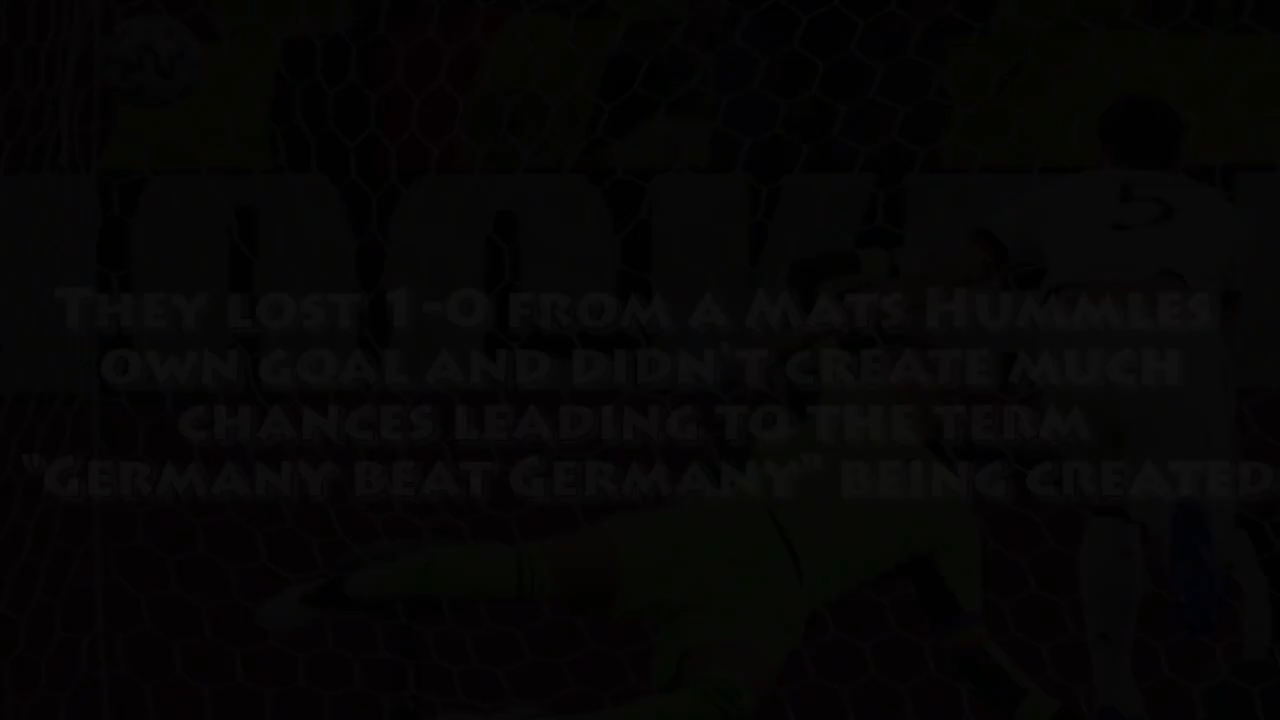 They lost 1-0 from a Mats Hummles
own goal and didn't create much
chances leading to the term
"Germany beat Germany" being created
5